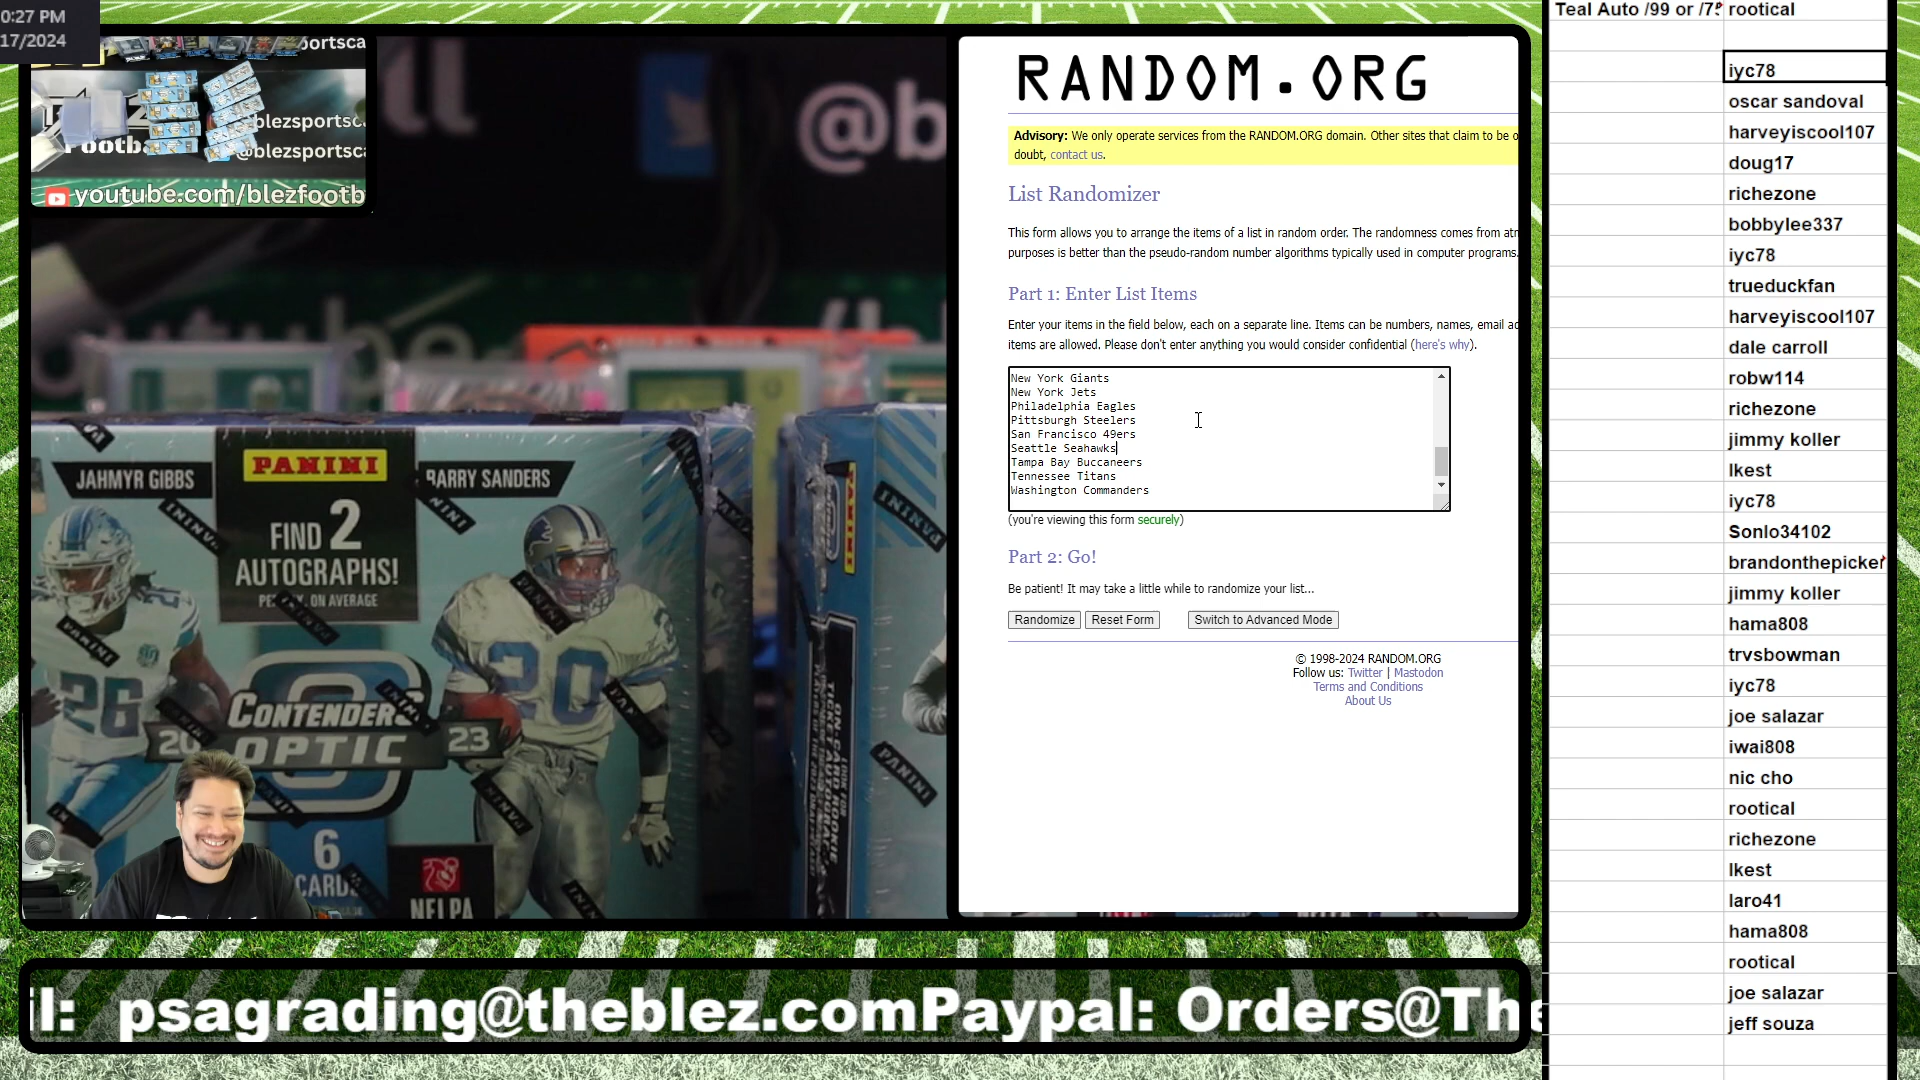 0:27 PM
17/2024
youtube.com/blezfootb
@b
JAHMYR GIBBS
PANINI
BARRY SANDERS
FIND 2
AUTOGRAPHS!
PER BOX, ON AVERAGE
20
CONTENDERS
OPTIC
23
6
CARDS
NFLPA
RANDOM.ORG
Advisory: We only operate services from the RANDOM.ORG domain. Other sites that claim to be o
doubt, contact us.
List Randomizer
This form allows you to arrange the items of a list in random order. The randomness comes from atm
purposes is better than the pseudo-random number algorithms typically used in computer programs.
Part 1: Enter List Items
Enter your items in the field below, each on a separate line. Items can be numbers, names, email ad
items are allowed. Please don't enter anything you would consider confidential (here's why).
New York Giants
New York Jets
Philadelphia Eagles
Pittsburgh Steelers
San Francisco 49ers
Seattle Seahawks
Tampa Bay Buccaneers
Tennessee Titans
Washington Commanders
(you're viewing this form securely)
Part 2: Go!
Be patient! It may take a little while to randomize your list...
Randomize Reset Form Switch to Advanced Mode
© 1998-2024 RANDOM.ORG
Follow us: Twitter | Mastodon
Terms and Conditions
About Us
Teal Auto /99 or /75 rootical
iyc78
oscar sandoval
harveyiscool107
doug17
richezone
bobbylee337
iyc78
trueduckfan
harveyiscool107
dale carroll
robw114
richezone
jimmy koller
lkest
iyc78
Sonlo34102
brandonthepicker
jimmy koller
hama808
trvsbowman
iyc78
joe salazar
iwai808
nic cho
rootical
richezone
lkest
laro41
hama808
rootical
joe salazar
jeff souza
il: psagrading@theblez.comPaypal: Orders@The